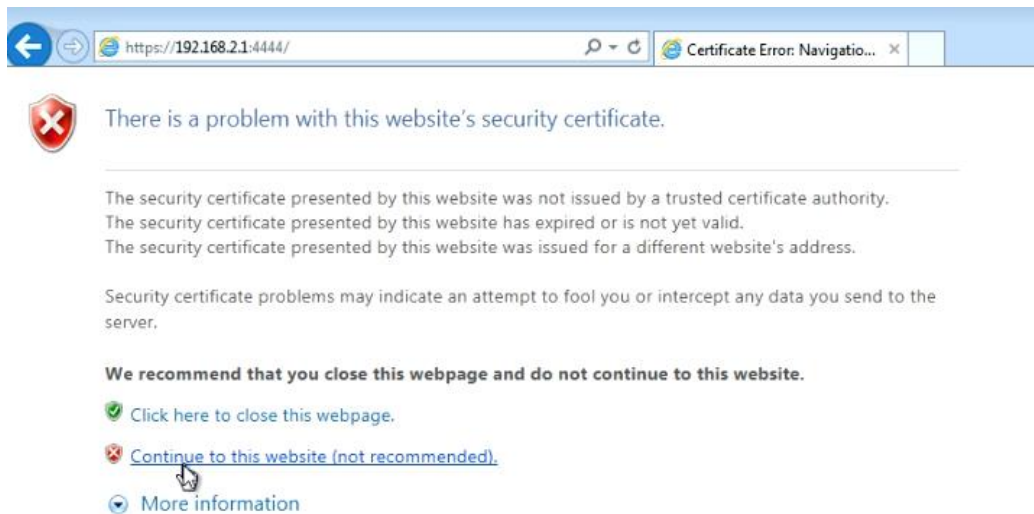 https://192.168.2.1:4444/
Certificate Error: Navigatio...
There is a problem with this website's security certificate.
The security certificate presented by this website was not issued by a trusted certificate authority.
The security certificate presented by this website has expired or is not yet valid.
The security certificate presented by this website was issued for a different website's address.
Security certificate problems may indicate an attempt to fool you or intercept any data you send to the
server.
We recommend that you close this webpage and do not continue to this website.
Click here to close this webpage.
Continue to this website (not recommended).
More information